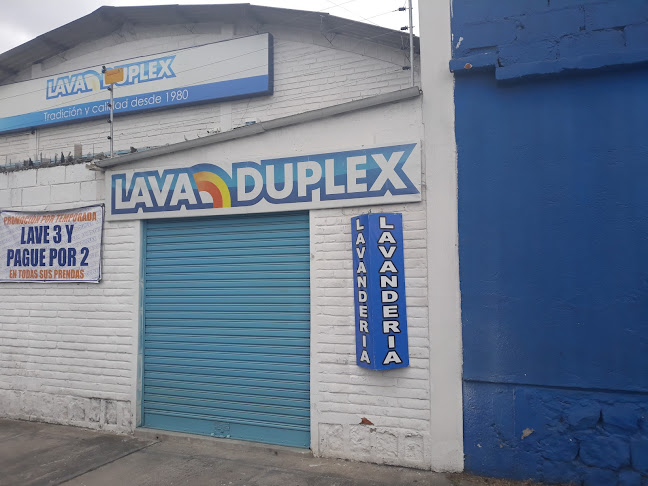 LAVA DUPLEX
Tradición y calidad desde 1980
LAVA DUPLEX
PROMOCIÓN POR TEMPORADA
LAVE 3 Y
PAGUE POR 2
EN TODAS SUS PRENDAS
LAVANDERIA
LAVANDERIA